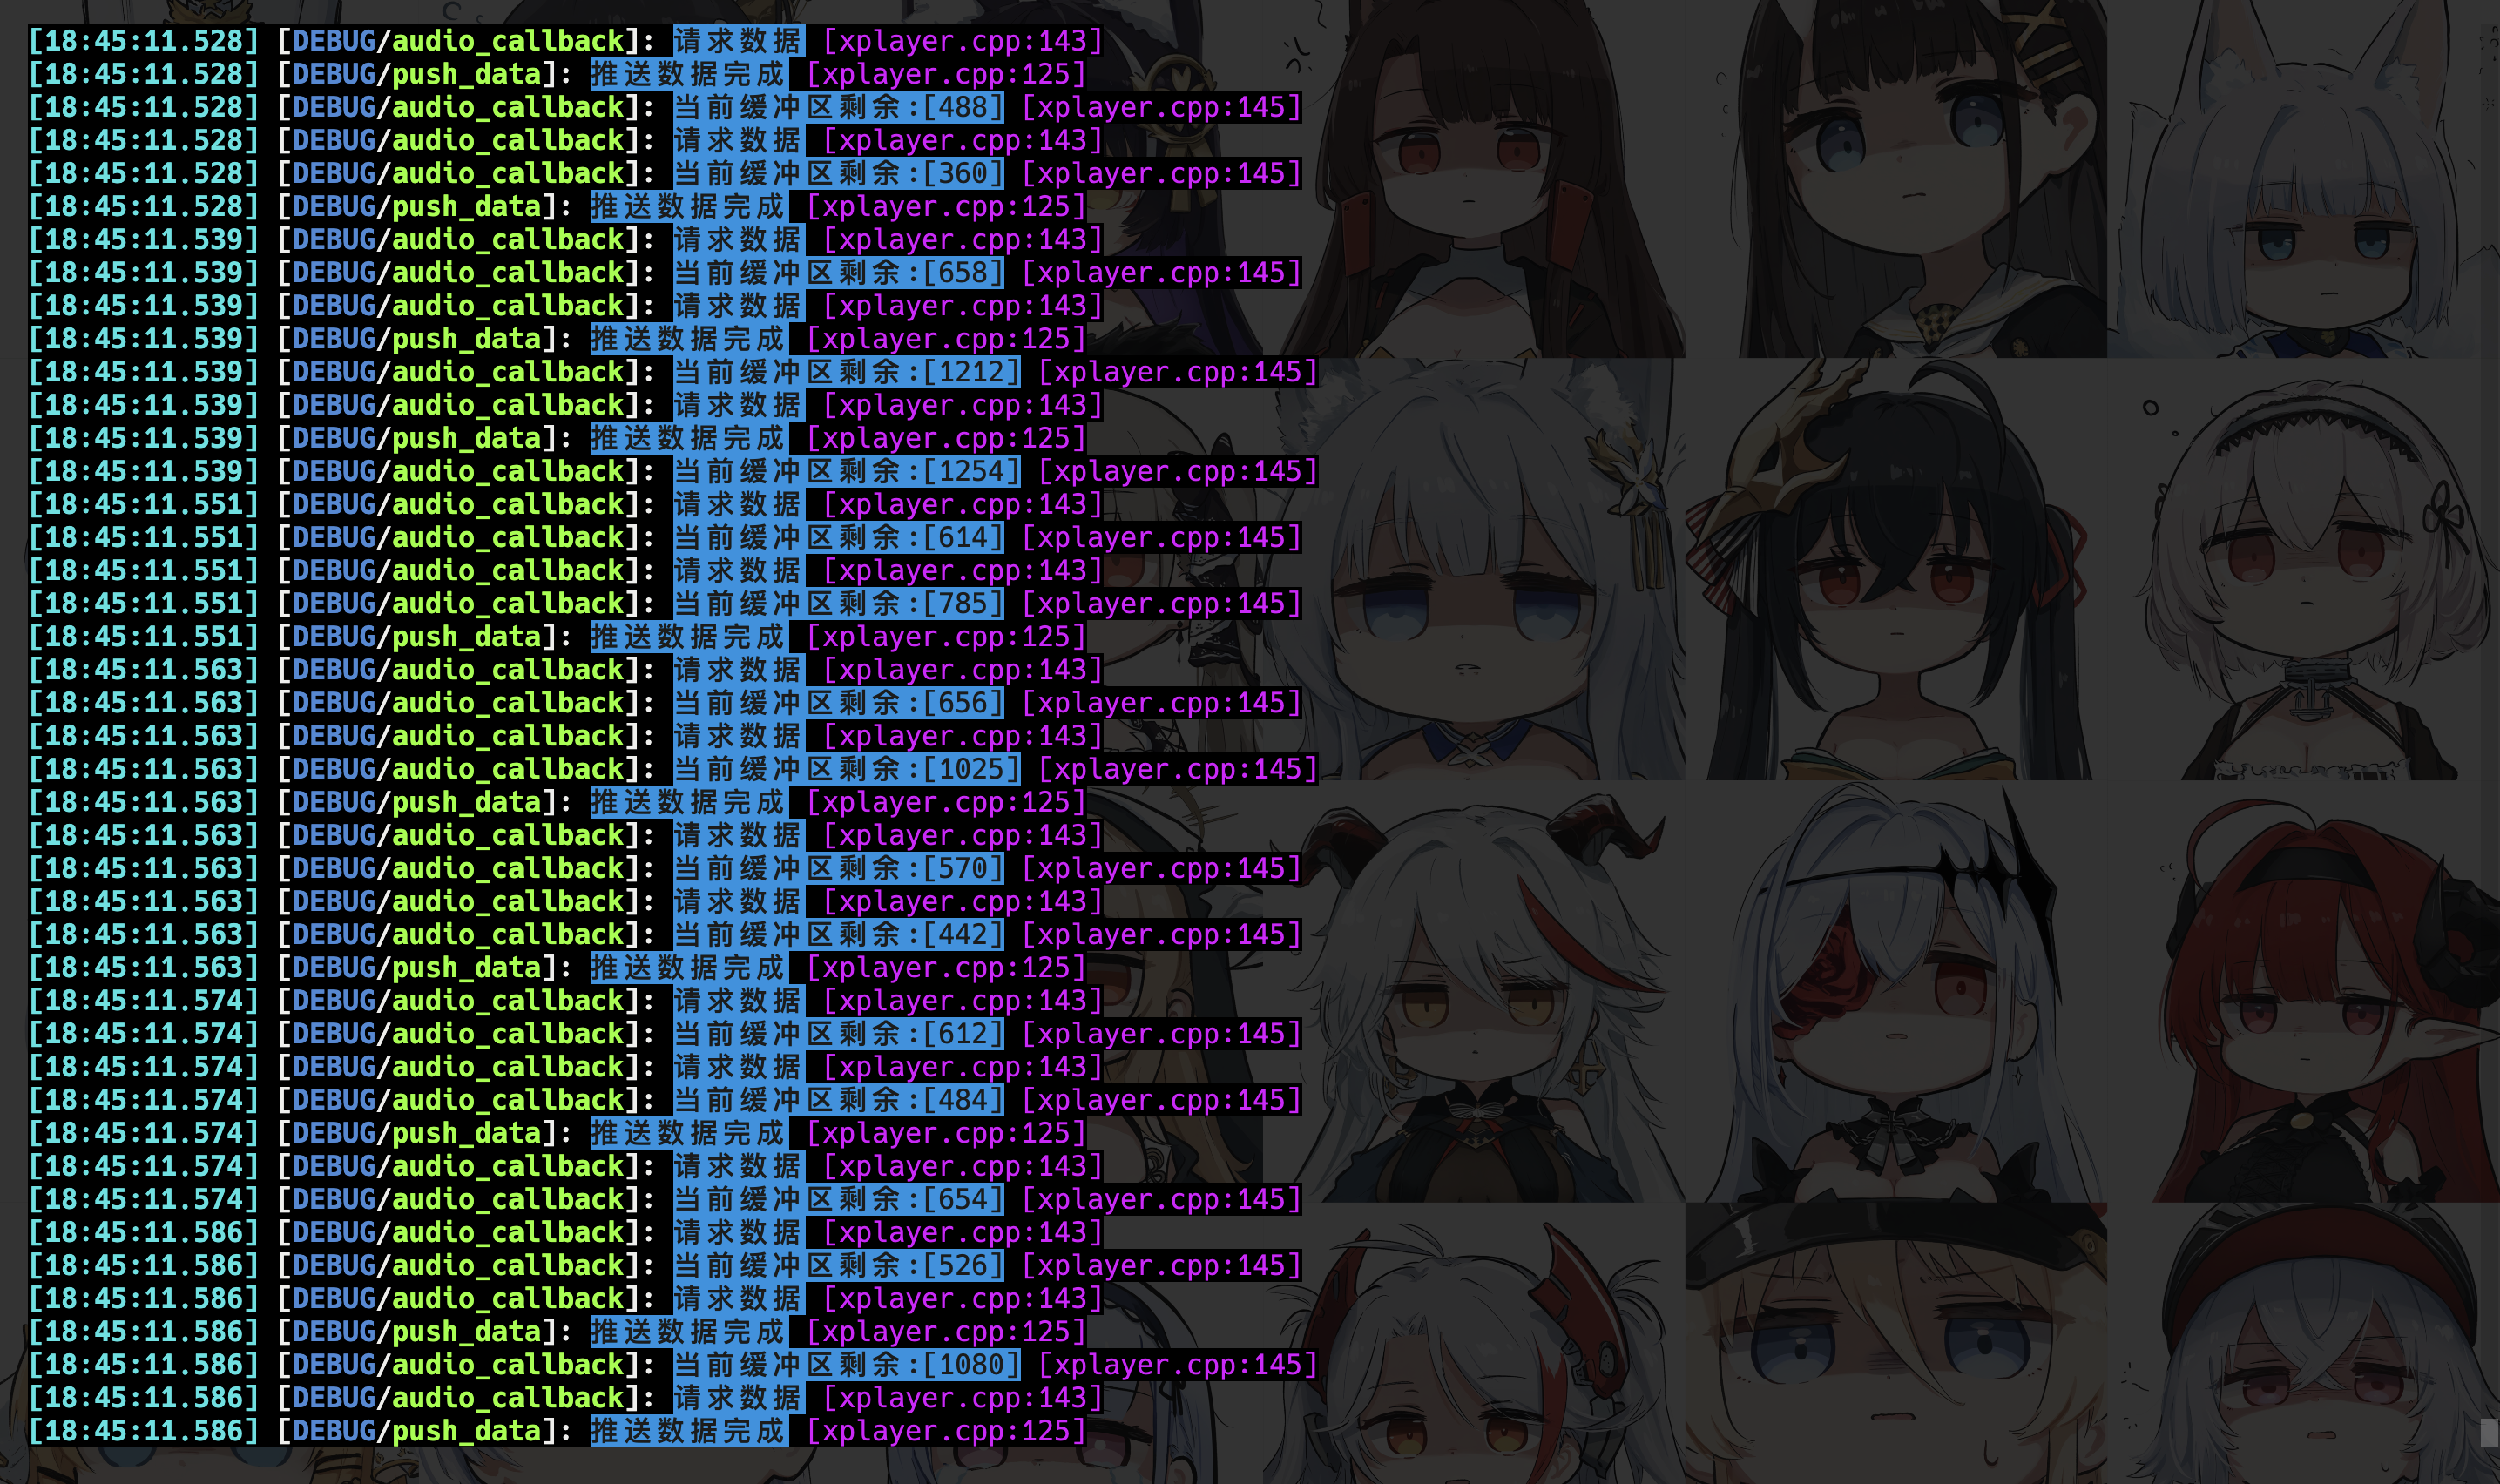 [18:45:11.528] [DEBUG/audio_callback]: 请求数据 [xplayer.cpp:143]
[18:45:11.528] [DEBUG/push_data]: 推送数据完成 [xplayer.cpp:125]
[18:45:11.528] [DEBUG/audio_callback]: 当前缓冲区剩余:[488] [xplayer.cpp:145]
[18:45:11.528] [DEBUG/audio_callback]: 请求数据 [xplayer.cpp:143]
[18:45:11.528] [DEBUG/audio_callback]: 当前缓冲区剩余:[360] [xplayer.cpp:145]
[18:45:11.528] [DEBUG/push_data]: 推送数据完成 [xplayer.cpp:125]
[18:45:11.539] [DEBUG/audio_callback]: 请求数据 [xplayer.cpp:143]
[18:45:11.539] [DEBUG/audio_callback]: 当前缓冲区剩余:[658] [xplayer.cpp:145]
[18:45:11.539] [DEBUG/audio_callback]: 请求数据 [xplayer.cpp:143]
[18:45:11.539] [DEBUG/push_data]: 推送数据完成 [xplayer.cpp:125]
[18:45:11.539] [DEBUG/audio_callback]: 当前缓冲区剩余:[1212] [xplayer.cpp:145]
[18:45:11.539] [DEBUG/audio_callback]: 请求数据 [xplayer.cpp:143]
[18:45:11.539] [DEBUG/push_data]: 推送数据完成 [xplayer.cpp:125]
[18:45:11.539] [DEBUG/audio_callback]: 当前缓冲区剩余:[1254] [xplayer.cpp:145]
[18:45:11.551] [DEBUG/audio_callback]: 请求数据 [xplayer.cpp:143]
[18:45:11.551] [DEBUG/audio_callback]: 当前缓冲区剩余:[614] [xplayer.cpp:145]
[18:45:11.551] [DEBUG/audio_callback]: 请求数据 [xplayer.cpp:143]
[18:45:11.551] [DEBUG/audio_callback]: 当前缓冲区剩余:[785] [xplayer.cpp:145]
[18:45:11.551] [DEBUG/push_data]: 推送数据完成 [xplayer.cpp:125]
[18:45:11.563] [DEBUG/audio_callback]: 请求数据 [xplayer.cpp:143]
[18:45:11.563] [DEBUG/audio_callback]: 当前缓冲区剩余:[656] [xplayer.cpp:145]
[18:45:11.563] [DEBUG/audio_callback]: 请求数据 [xplayer.cpp:143]
[18:45:11.563] [DEBUG/audio_callback]: 当前缓冲区剩余:[1025] [xplayer.cpp:145]
[18:45:11.563] [DEBUG/push_data]: 推送数据完成 [xplayer.cpp:125]
[18:45:11.563] [DEBUG/audio_callback]: 请求数据 [xplayer.cpp:143]
[18:45:11.563] [DEBUG/audio_callback]: 当前缓冲区剩余:[570] [xplayer.cpp:145]
[18:45:11.563] [DEBUG/audio_callback]: 请求数据 [xplayer.cpp:143]
[18:45:11.563] [DEBUG/audio_callback]: 当前缓冲区剩余:[442] [xplayer.cpp:145]
[18:45:11.563] [DEBUG/push_data]: 推送数据完成 [xplayer.cpp:125]
[18:45:11.574] [DEBUG/audio_callback]: 请求数据 [xplayer.cpp:143]
[18:45:11.574] [DEBUG/audio_callback]: 当前缓冲区剩余:[612] [xplayer.cpp:145]
[18:45:11.574] [DEBUG/audio_callback]: 请求数据 [xplayer.cpp:143]
[18:45:11.574] [DEBUG/audio_callback]: 当前缓冲区剩余:[484] [xplayer.cpp:145]
[18:45:11.574] [DEBUG/push_data]: 推送数据完成 [xplayer.cpp:125]
[18:45:11.574] [DEBUG/audio_callback]: 请求数据 [xplayer.cpp:143]
[18:45:11.574] [DEBUG/audio_callback]: 当前缓冲区剩余:[654] [xplayer.cpp:145]
[18:45:11.586] [DEBUG/audio_callback]: 请求数据 [xplayer.cpp:143]
[18:45:11.586] [DEBUG/audio_callback]: 当前缓冲区剩余:[526] [xplayer.cpp:145]
[18:45:11.586] [DEBUG/audio_callback]: 请求数据 [xplayer.cpp:143]
[18:45:11.586] [DEBUG/push_data]: 推送数据完成 [xplayer.cpp:125]
[18:45:11.586] [DEBUG/audio_callback]: 当前缓冲区剩余:[1080] [xplayer.cpp:145]
[18:45:11.586] [DEBUG/audio_callback]: 请求数据 [xplayer.cpp:143]
[18:45:11.586] [DEBUG/push_data]: 推送数据完成 [xplayer.cpp:125]